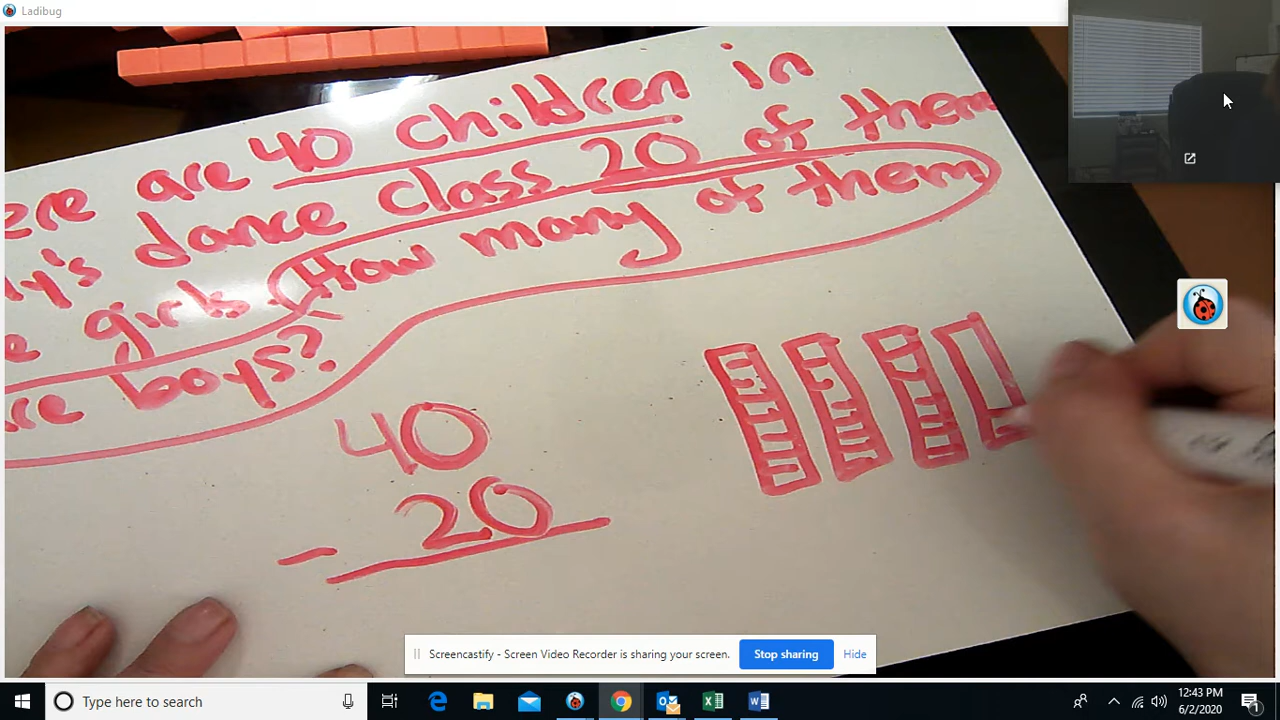 Ladibug
ere are 40 children in
y's dance class. 20 of them
e girls. How many of them
are boys?
40
- 20
Screencastify - Screen Video Recorder is sharing your screen.
Stop sharing
Hide
Type here to search
12:43 PM
6/2/2020